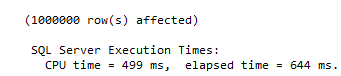 (1000000 row(s) affected)
SQL Server Execution Times:
CPU time = 499 ms,  elapsed time = 644 ms.